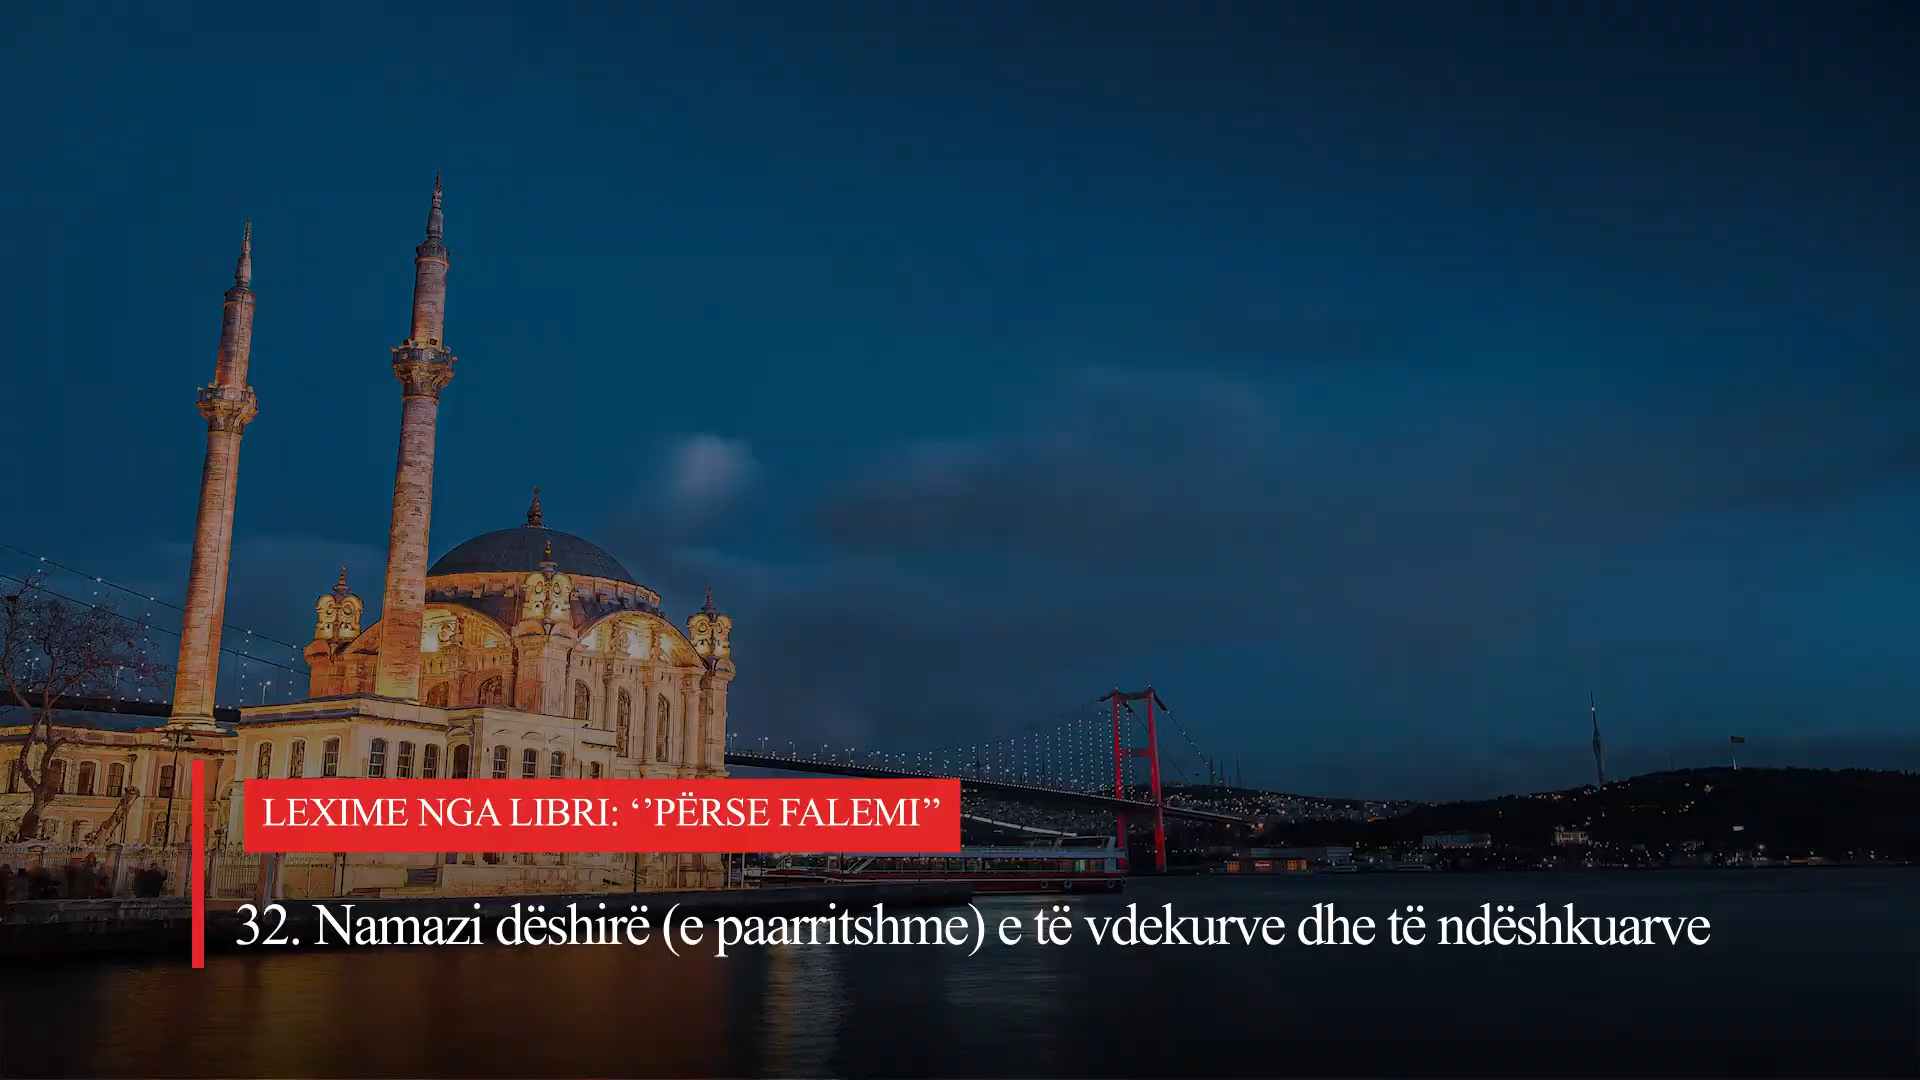 LEXIME NGA LIBRI: ‘’PËRSE FALEMI”
32. Namazi dëshirë (e paarritshme) e të vdekurve dhe të ndëshkuarve